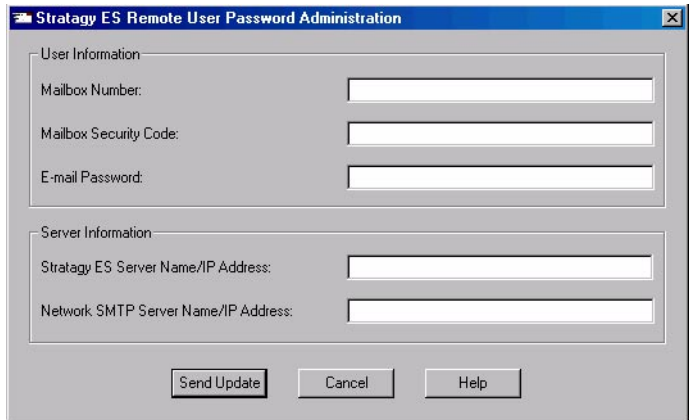 Stratagy ES Remote User Password Administration
User Information
Mailbox Number:
Mailbox Security Code:
E-mail Password:
Server Information
Stratagy ES Server Name/IP Address:
Network SMTP Server Name/IP Address:
Send Update Cancel Help